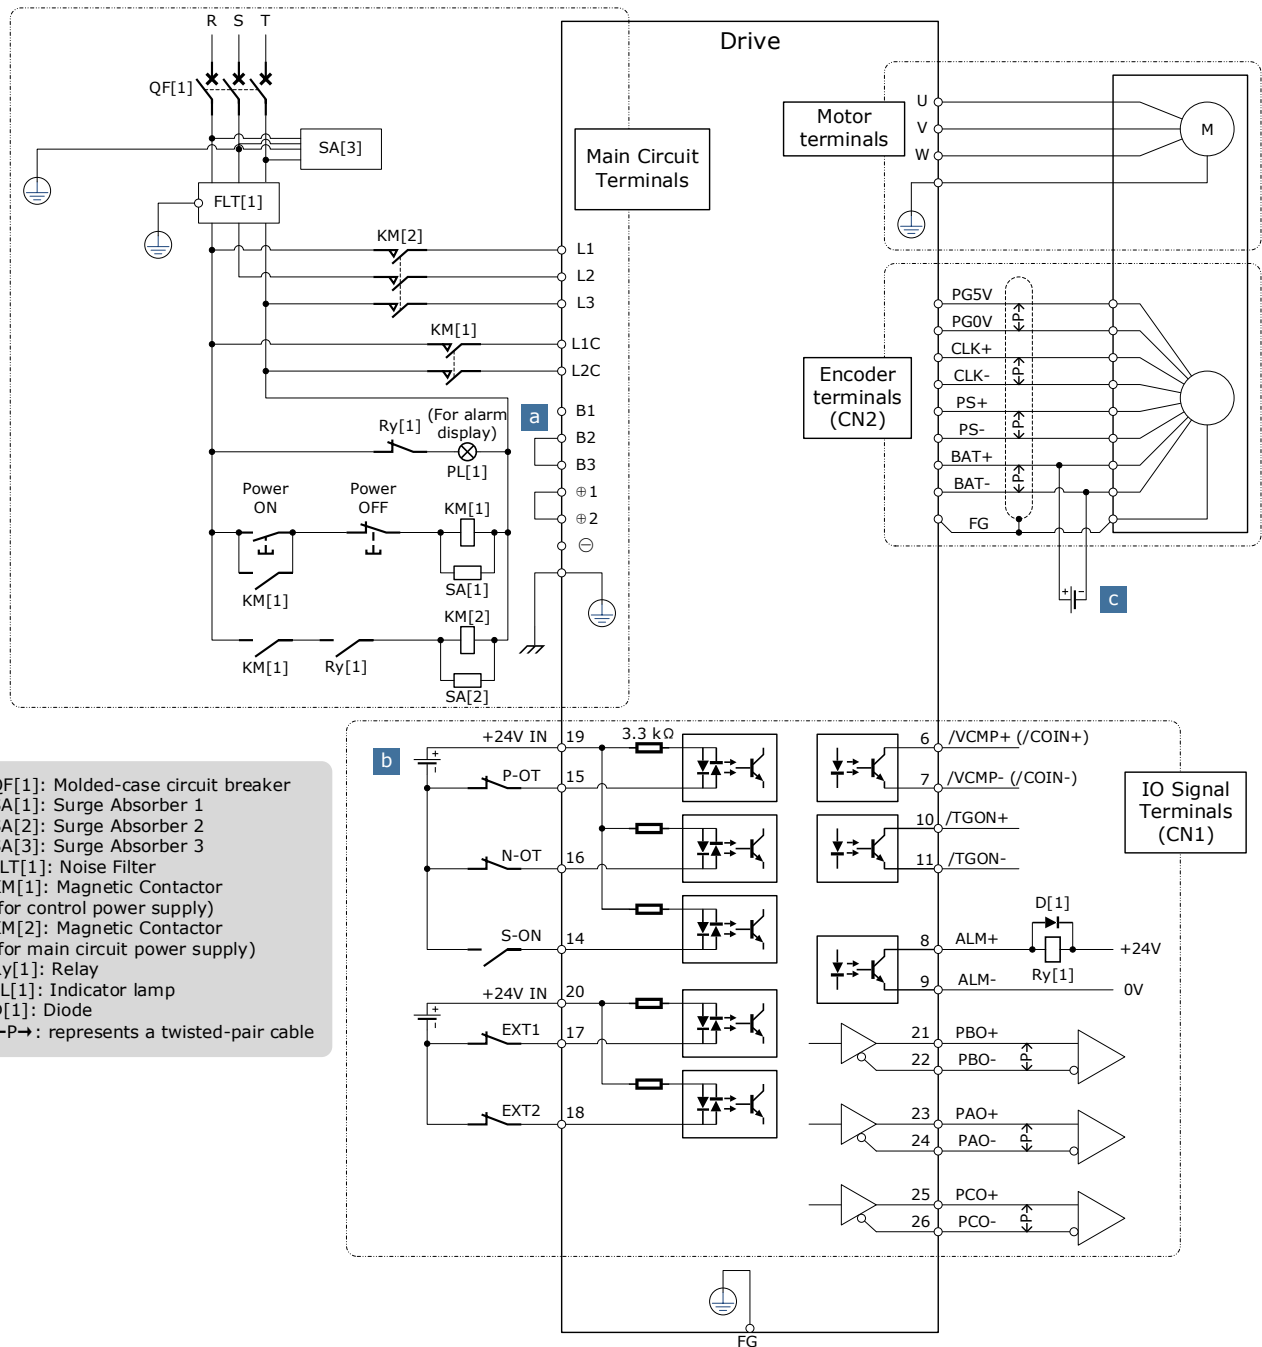 R S T
Drive
QF[1]
SA[3]
FLT[1]
Main Circuit
Terminals
KM[2]
L1
L2
L3
KM[1]
L1C
L2C
a
B1
B2
B3
⊕1
⊕2
⊖
Ry[1]
(For alarm
display)
PL[1]
Power
ON
Power
OFF
KM[1]
KM[1]
SA[1]
KM[2]
KM[1]
Ry[1]
SA[2]
Motor
terminals
U
V
W
M
Encoder
terminals
(CN2)
PG5V
PG0V
CLK+
CLK-
PS+
PS-
BAT+
BAT-
FG
P
P
P
P
+ -
c
QF[1]: Molded-case circuit breaker
SA[1]: Surge Absorber 1
SA[2]: Surge Absorber 2
SA[3]: Surge Absorber 3
LT[1]: Noise Filter
KM[1]: Magnetic Contactor
for control power supply)
KM[2]: Magnetic Contactor
for main circuit power supply)
Ry[1]: Relay
PL[1]: Indicator lamp
D[1]: Diode
←P→: represents a twisted-pair cable
b
+
-
+24V IN 19
3.3 kΩ
P-OT 15
N-OT 16
S-ON 14
+
-
+24V IN 20
EXT1 17
EXT2 18
IO Signal
Terminals
(CN1)
6 /VCMP+ (/COIN+)
7 /VCMP- (/COIN-)
10 /TGON+
11 /TGON-
D[1]
8 ALM+
+24V
Ry[1]
9 ALM-
0V
21 PBO+
22 PBO-
P
23 PAO+
24 PAO-
P
25 PCO+
26 PCO-
P
FG